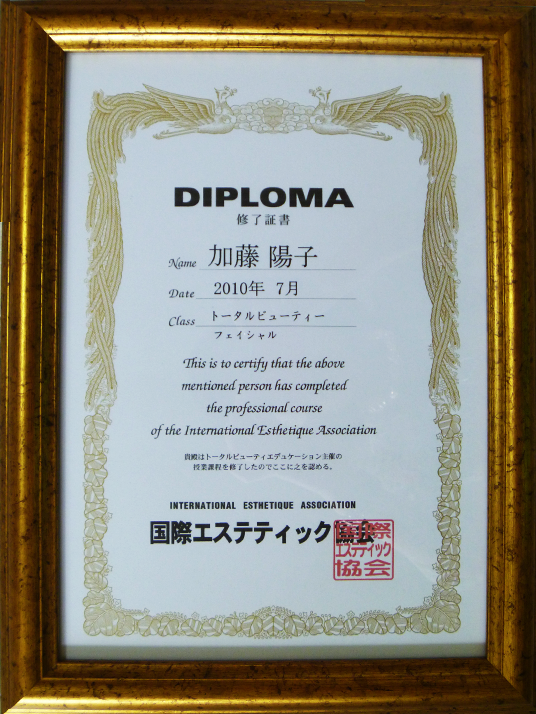 DIPLOMA
修了証書
Name 加藤 陽子
Date 2010年 7月
Class トータルビューティー
フェイシャル
This is to certify that the above
mentioned person has completed
the professional course
of the International Esthetique Association
貴殿はトータルビューティエデュケーション主催の
授業課程を修了したのでここに之を認める。
INTERNATIONAL ESTHETIQUE ASSOCIATION
国際エステティック協会
国際
エステティック
協会